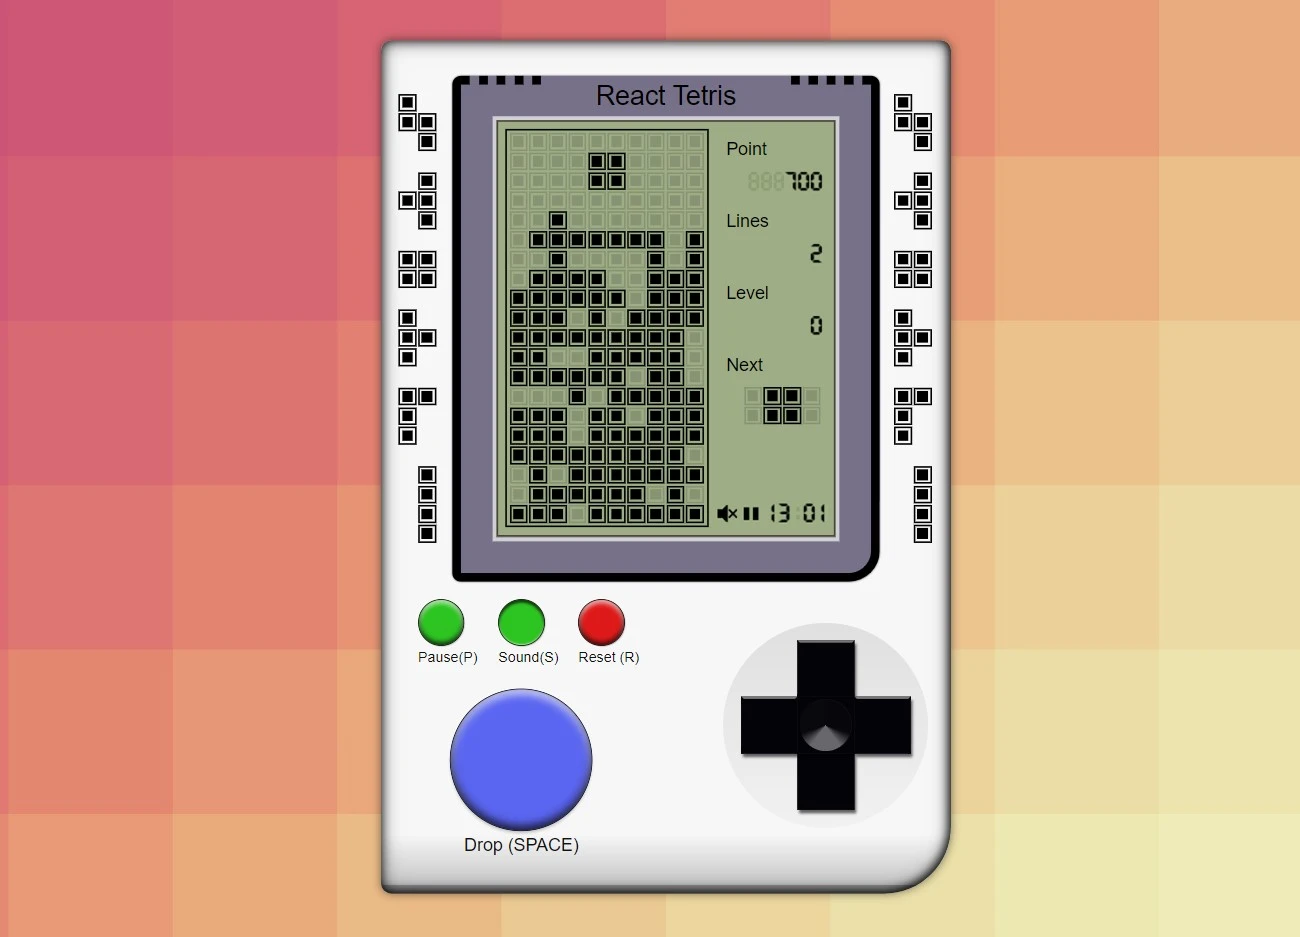 React Tetris
Point
700
Lines
2
Level
0
Next
13 01
Pause(P) Sound(S) Reset (R)
Drop (SPACE)